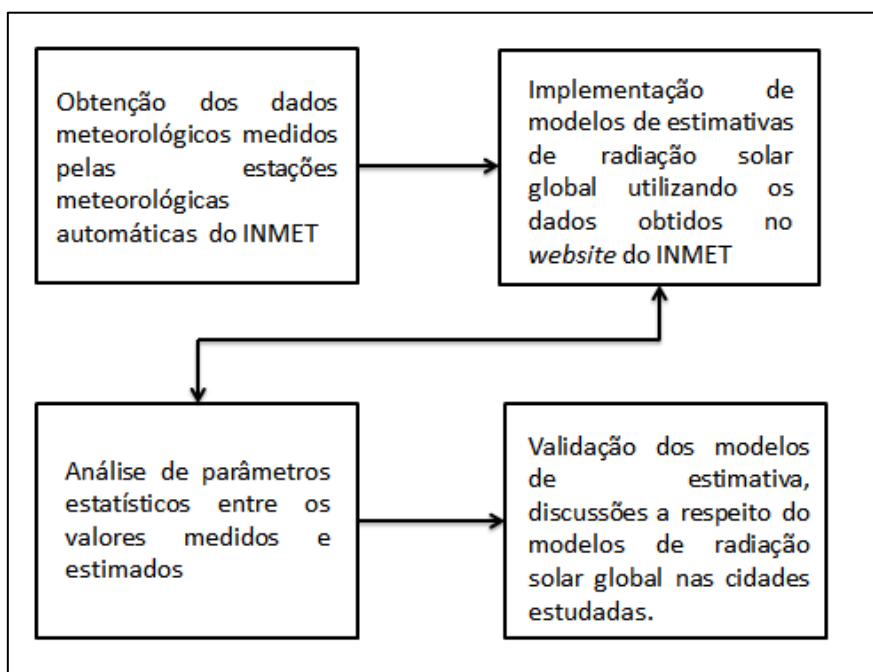 Obtenção dos dados
meteorológicos medidos
pelas estações
meteorológicas
automáticas do INMET
Implementação de
modelos de estimativas
de radiação solar
global utilizando os
dados obtidos no
website do INMET
Análise de parâmetros
estatísticos entre os
valores medidos e
estimados
Validação dos modelos
de estimativa,
discussões a respeito do
modelos de radiação
solar global nas cidades
estudadas.